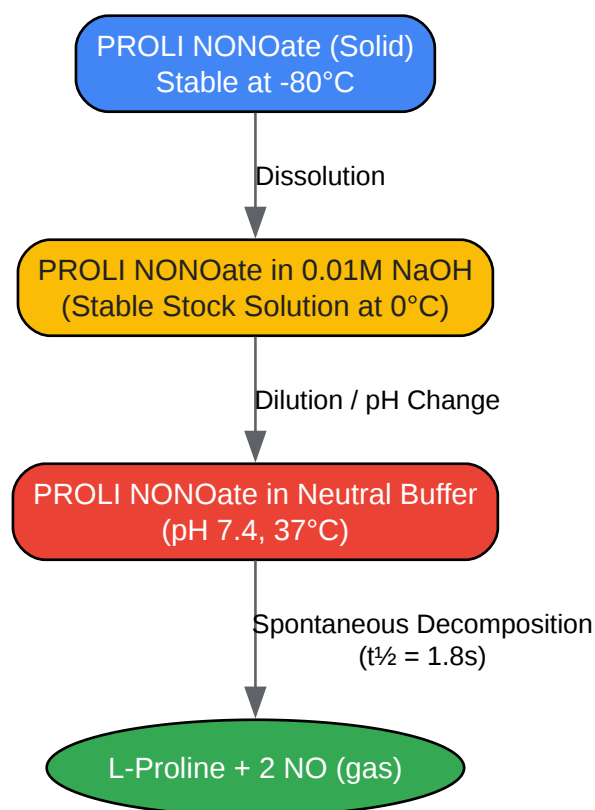 PROLI NONOate (Solid)
Stable at -80°C
Dissolution
PROLI NONOate in 0.01M NaOH
(Stable Stock Solution at 0°C)
Dilution / pH Change
PROLI NONOate in Neutral Buffer
(pH 7.4, 37°C)
Spontaneous Decomposition
(t½ = 1.8s)
L-Proline + 2 NO (gas)